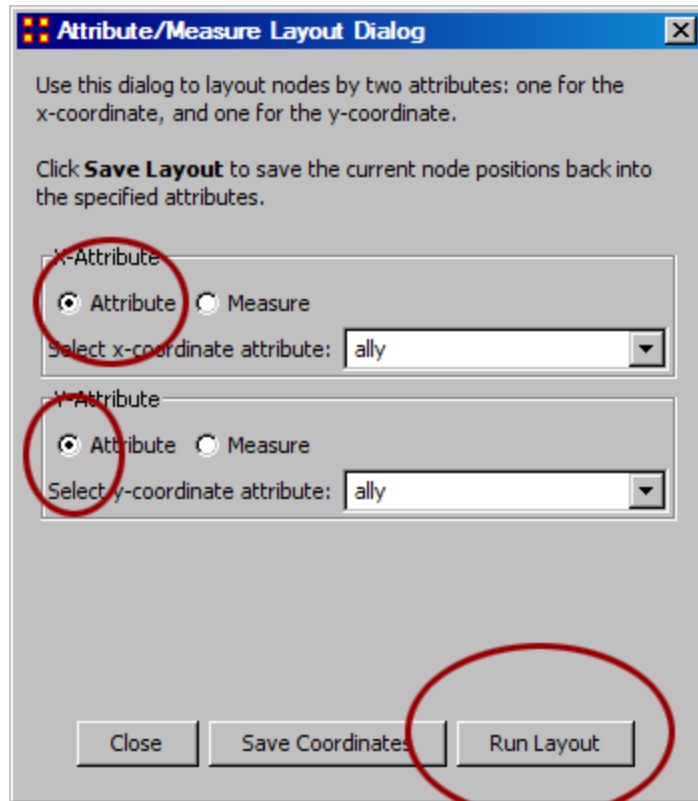 Attribute/Measure Layout Dialog
Use this dialog to layout nodes by two attributes: one for the
x-coordinate, and one for the y-coordinate.
Click Save Layout to save the current node positions back into
the specified attributes.
X-Attribute
Attribute Measure
Select x-coordinate attribute: ally
Y-Attribute
Attribute Measure
Select y-coordinate attribute: ally
Close Save Coordinates Run Layout